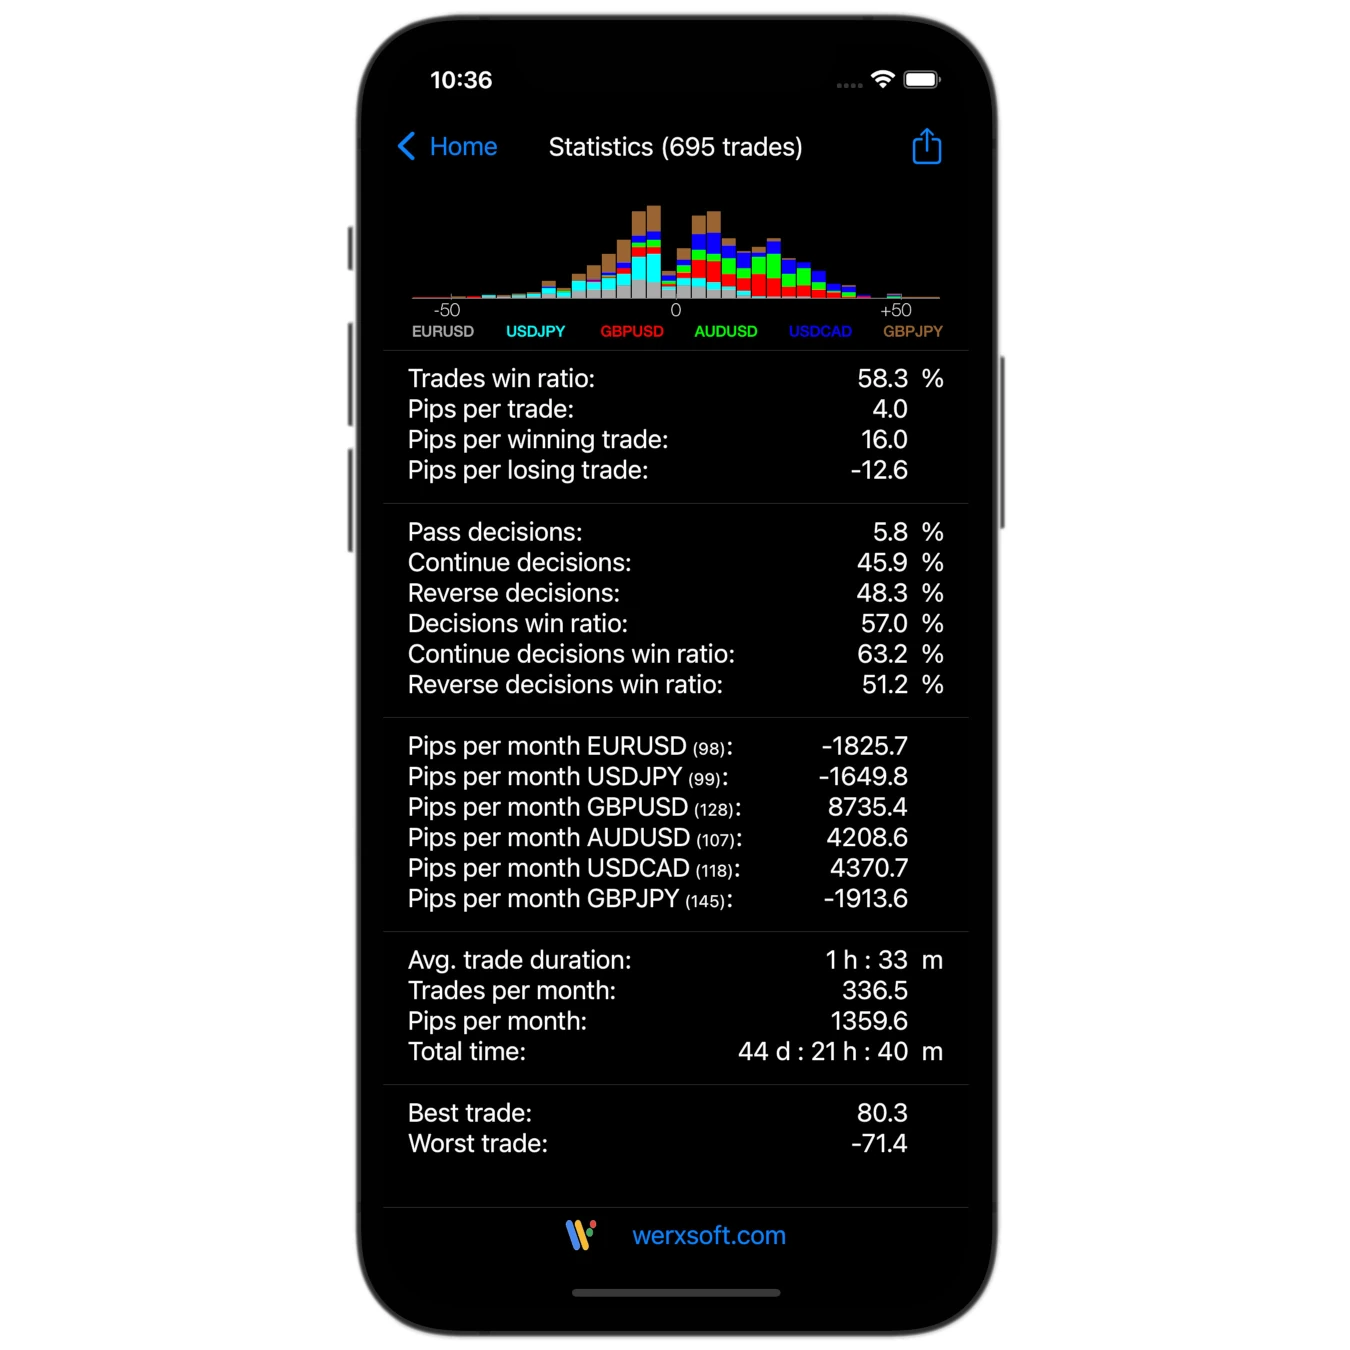 10:36
Home
Statistics (695 trades)
-50 0 +50
EURUSD USDJPY GBPUSD AUDUSD USDCAD GBPJPY
Trades win ratio: 58.3 %
Pips per trade: 4.0
Pips per winning trade: 16.0
Pips per losing trade: -12.6
Pass decisions: 5.8 %
Continue decisions: 45.9 %
Reverse decisions: 48.3 %
Decisions win ratio: 57.0 %
Continue decisions win ratio: 63.2 %
Reverse decisions win ratio: 51.2 %
Pips per month EURUSD (98): -1825.7
Pips per month USDJPY (99): -1649.8
Pips per month GBPUSD (128): 8735.4
Pips per month AUDUSD (107): 4208.6
Pips per month USDCAD (118): 4370.7
Pips per month GBPJPY (145): -1913.6
Avg. trade duration: 1 h : 33 m
Trades per month: 336.5
Pips per month: 1359.6
Total time: 44 d : 21 h : 40 m
Best trade: 80.3
Worst trade: -71.4
werxsoft.com